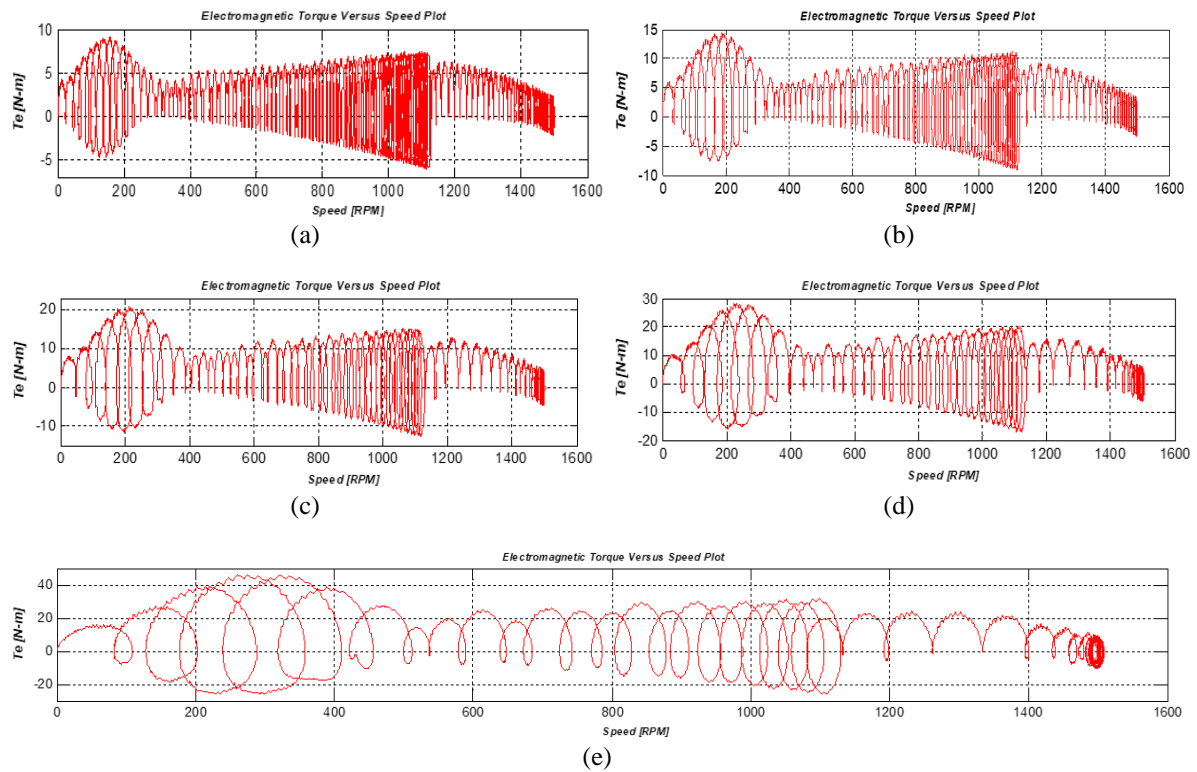 Electromagnetic Torque Versus Speed Plot
Te [N-m]
10
5
0
-5
0 200 400 600 800 1000 1200 1400 1600
Speed [RPM]
(a)
Electromagnetic Torque Versus Speed Plot
Te [N-m]
15
10
5
0
-5
-10
0 200 400 600 800 1000 1200 1400 1600
Speed [RPM]
(b)
Electromagnetic Torque Versus Speed Plot
Te [N-m]
20
10
0
-10
0 200 400 600 800 1000 1200 1400 1600
Speed [RPM]
(c)
Electromagnetic Torque Versus Speed Plot
Te [N-m]
30
20
10
0
-10
-20
0 200 400 600 800 1000 1200 1400 1600
Speed [RPM]
(d)
Electromagnetic Torque Versus Speed Plot
Te [N-m]
40
20
0
-20
0 200 400 600 800 1000 1200 1400 1600
Speed [RPM]
(e)